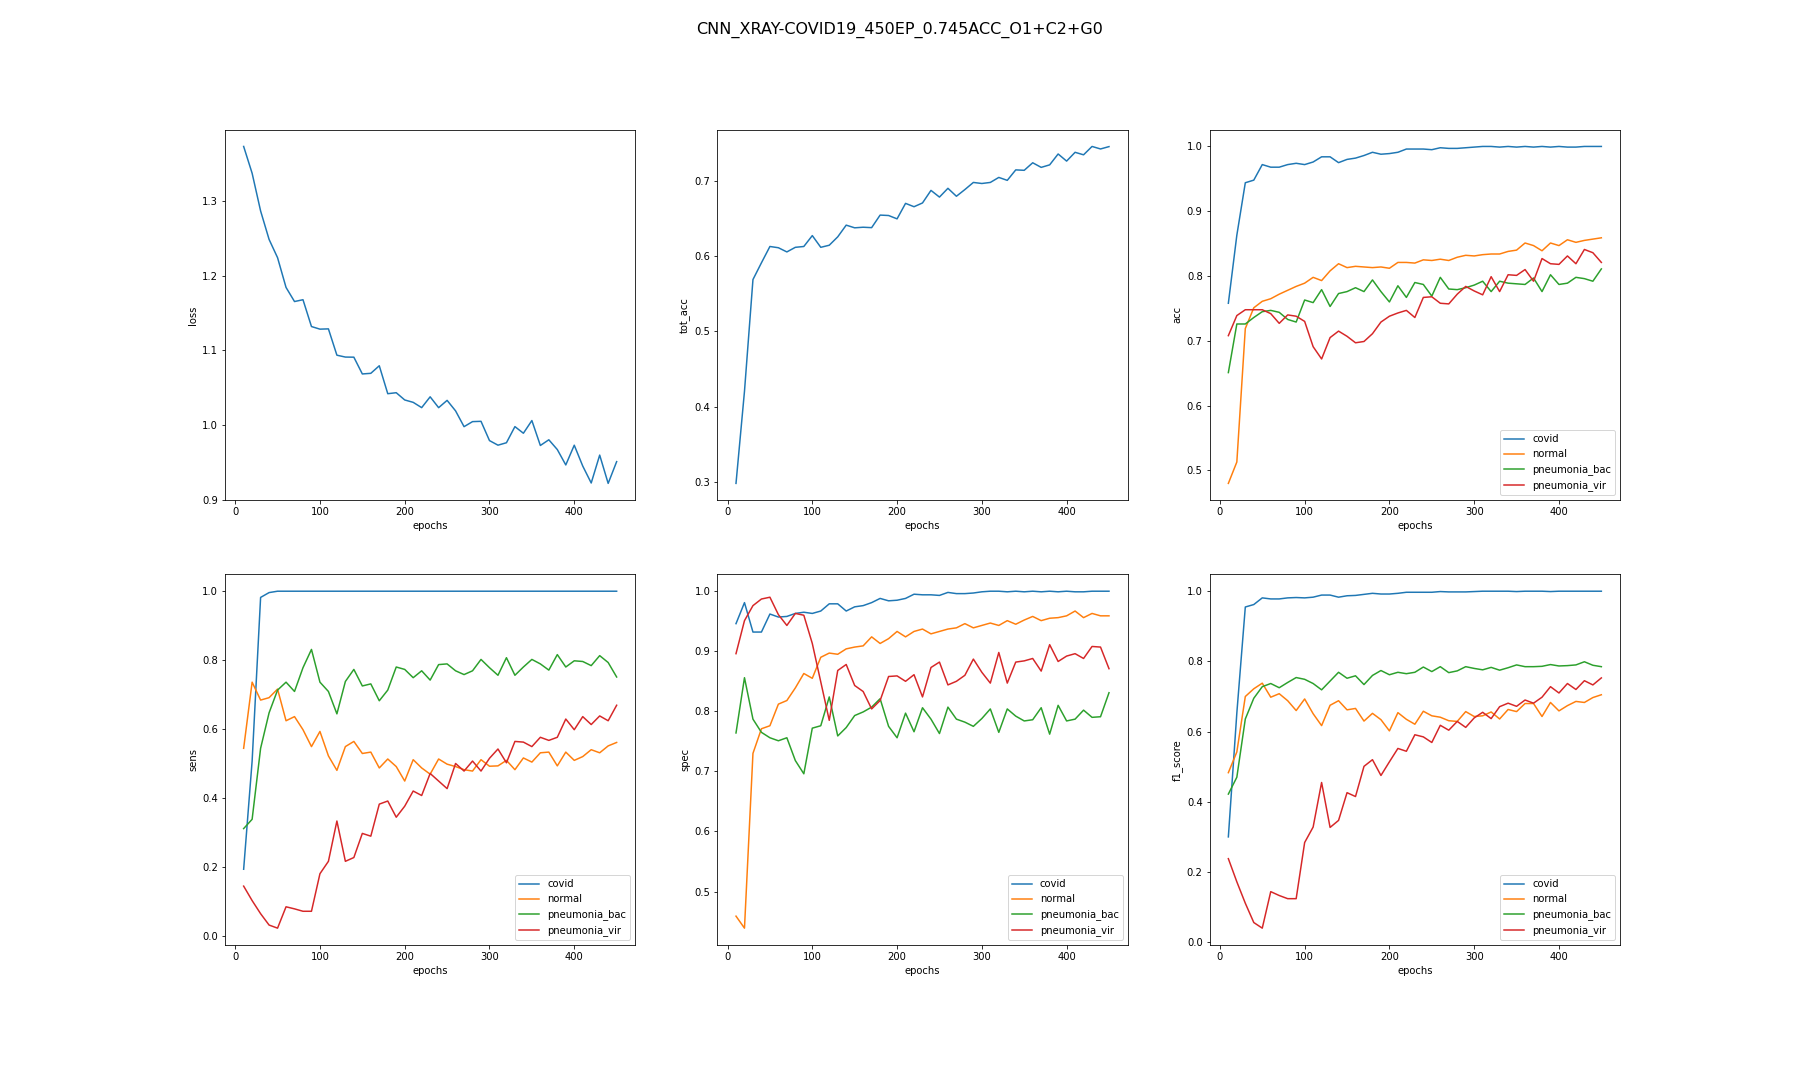 CNN_XRAY-COVID19_450EP_0.745ACC_O1+C2+G0
loss
1.3
1.2
1.1
1.0
0.9
0 100 200 300 400
epochs
tot_acc
0.7
0.6
0.5
0.4
0.3
0 100 200 300 400
epochs
acc
1.0
0.9
0.8
0.7
0.6
0.5
0 100 200 300 400
epochs
covid
normal
pneumonia_bac
pneumonia_vir
sens
1.0
0.8
0.6
0.4
0.2
0.0
0 100 200 300 400
epochs
covid
normal
pneumonia_bac
pneumonia_vir
spec
1.0
0.9
0.8
0.7
0.6
0.5
0 100 200 300 400
epochs
covid
normal
pneumonia_bac
pneumonia_vir
f1_score
1.0
0.8
0.6
0.4
0.2
0.0
0 100 200 300 400
epochs
covid
normal
pneumonia_bac
pneumonia_vir